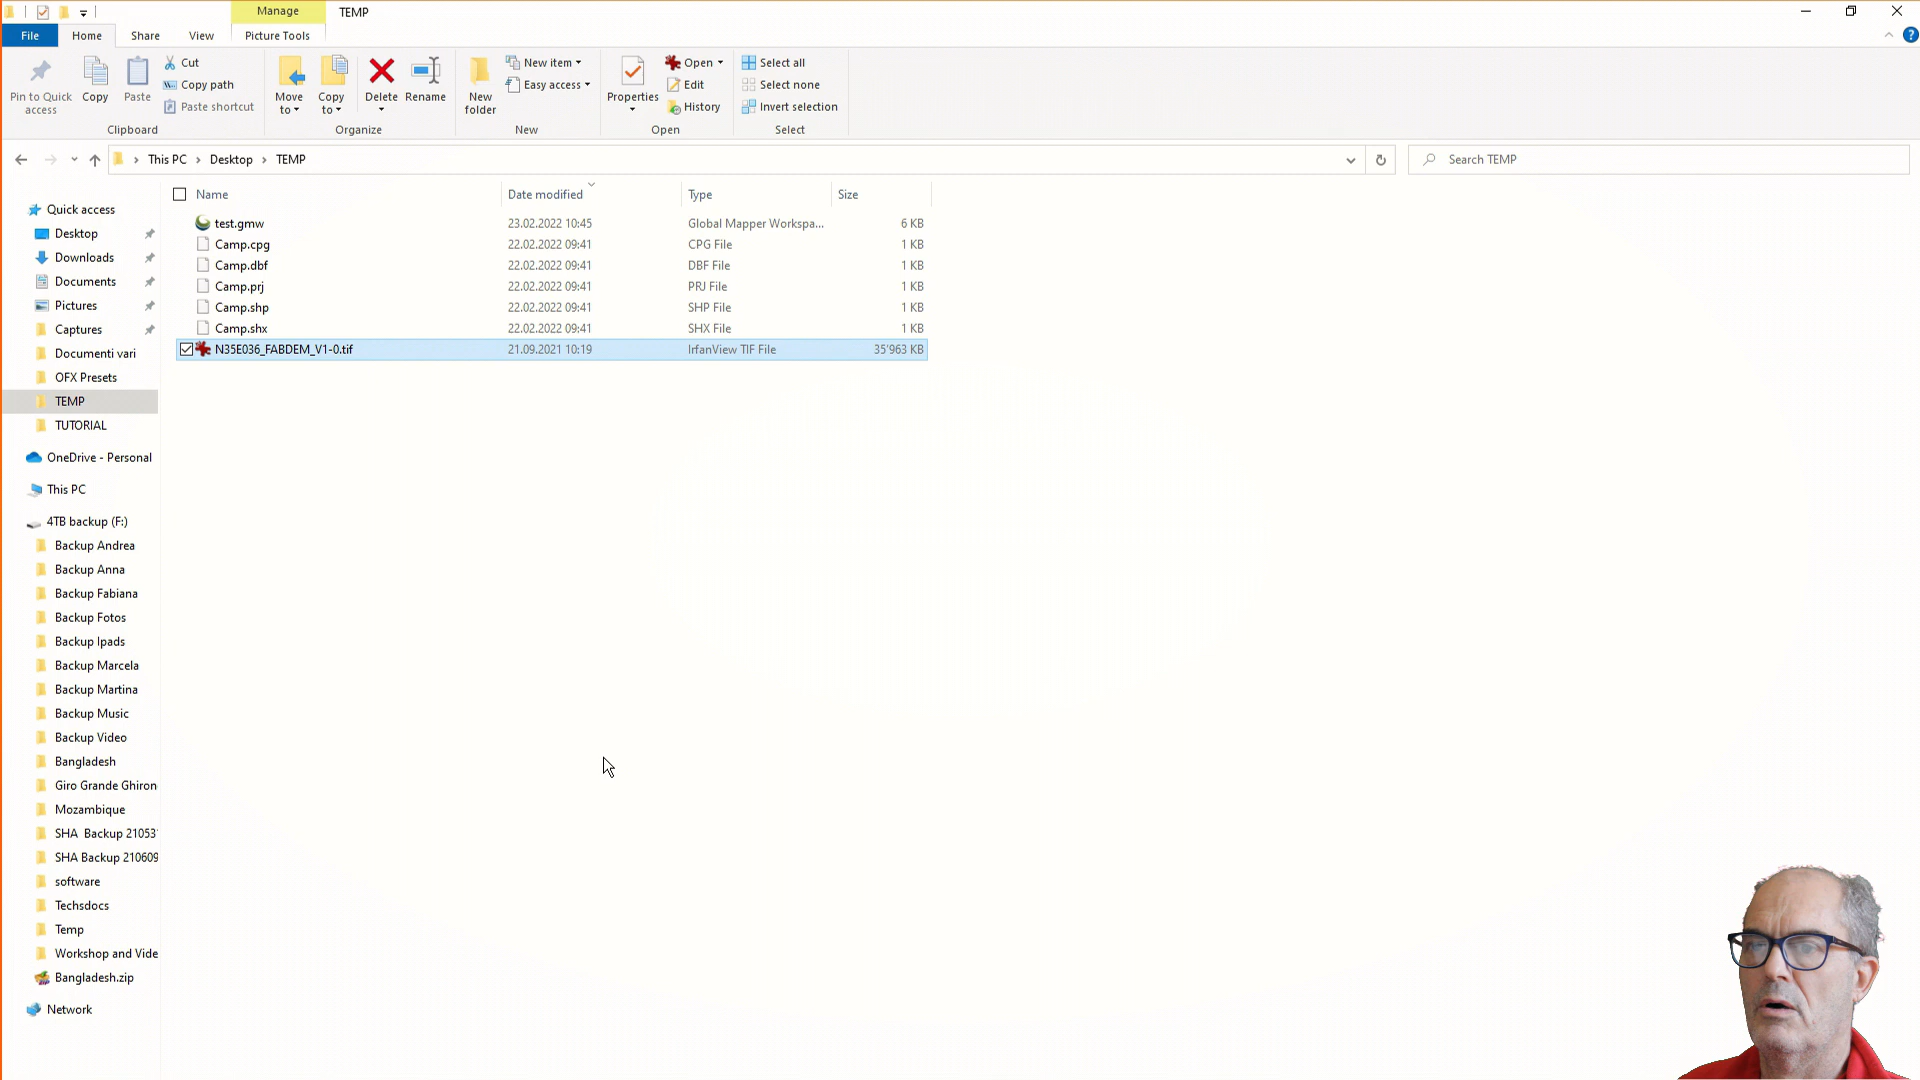 Manage
TEMP
File
Home
Share
View
Picture Tools
Pin to Quick access
Copy
Paste
Cut
Copy path
Paste shortcut
Clipboard
Move to
Copy to
Delete
Rename
Organize
New folder
New item
Easy access
New
Properties
Open
Edit
History
Open
Select all
Select none
Invert selection
Select
This PC > Desktop > TEMP
Search TEMP
Name Date modified Type Size
test.gmw 23.02.2022 10:45 Global Mapper Workspa... 6 KB
Camp.cpg 22.02.2022 09:41 CPG File 1 KB
Camp.dbf 22.02.2022 09:41 DBF File 1 KB
Camp.prj 22.02.2022 09:41 PRJ File 1 KB
Camp.shp 22.02.2022 09:41 SHP File 1 KB
Camp.shx 22.02.2022 09:41 SHX File 1 KB
N35E036_FABDEM_V1-0.tif 21.09.2021 10:19 IrfanView TIF File 35'963 KB
Quick access
Desktop
Downloads
Documents
Pictures
Captures
Documenti vari
OFX Presets
TEMP
TUTORIAL
OneDrive - Personal
This PC
4TB backup (F:)
Backup Andrea
Backup Anna
Backup Fabiana
Backup Fotos
Backup Ipads
Backup Marcela
Backup Martina
Backup Music
Backup Video
Bangladesh
Giro Grande Ghiron
Mozambique
SHA Backup 21053
SHA Backup 210609
software
Techsdocs
Temp
Workshop and Vide
Bangladesh.zip
Network